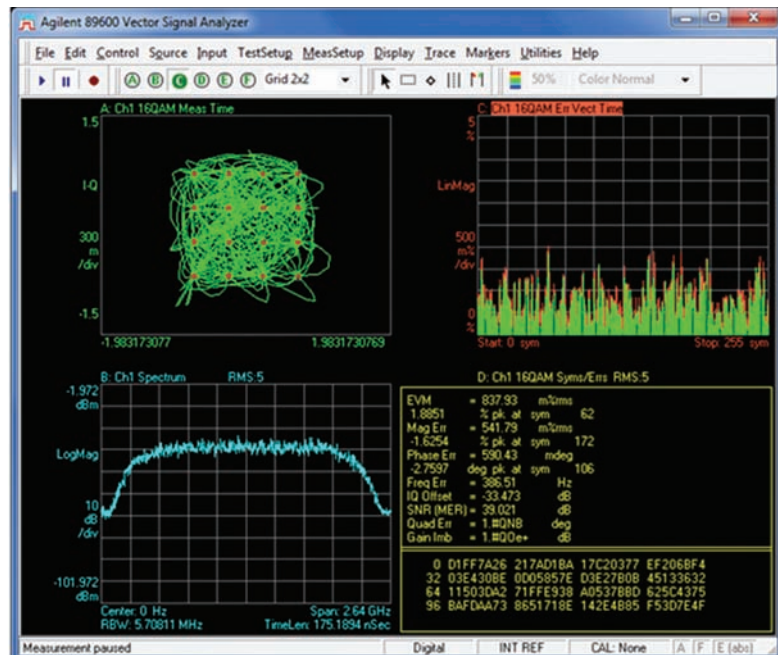 Agilent 89600 Vector Signal Analyzer
File Edit Control Source Input TestSetup MeasSetup Display Trace Markers Utilities Help
A B C D E F Grid 2x2 50% Color Normal
A: Ch1 16QAM Meas Time
1.5
I-Q
300
m
/div
-1.5
-1.983173077 1.9831730769
C: Ch1 16QAM Err Vect Time
5
%
LinMag
500
m%
/div
0
%
Start: 0 sym Stop: 255 sym
B: Ch1 Spectrum RMS:5
-1.972
dBm
LogMag
10
dB
/div
-101.972
dBm
Center: 0 Hz Span: 2.64 GHz
RBW: 5.70811 MHz TimeLen: 175.1894 nSec
D: Ch1 16QAM Syms/Errs RMS:5
EVM = 837.93 m%rms
1.8851 % pk at sym 62
Mag Err = 541.79 m%rms
-1.6254 % pk at sym 172
Phase Err = 590.43 mdeg
-2.7597 deg pk at sym 106
Freq Err = 386.51 Hz
IQ Offset = -33.473 dB
SNR (MER) = 39.021 dB
Quad Err = 1.#QNB deg
Gain Imb = 1.#QOe+ dB
0 D1FF7A26 217AD1BA 17C20377 EF206BF4
32 03E430BE 0D05857E D3E27B0B 45133632
64 11503DA2 71FFE938 A0537BBD 625C4375
96 BAFDAA73 8651718E 142E4B85 F53D7E4F
Measurement paused Digital INT REF CAL: None A F E (abs)